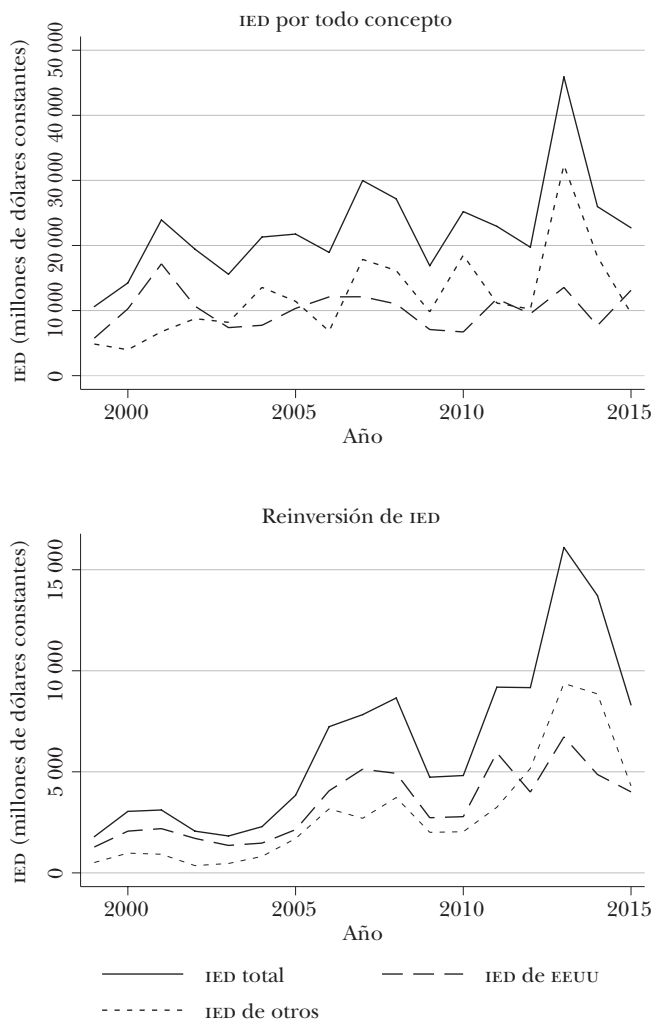 IED por todo concepto
IED (millones de dólares constantes)
50 000
40 000
30 000
20 000
10 000
0
2000 2005 2010 2015
Año
Reinversión de IED
IED (millones de dólares constantes)
15 000
10 000
5 000
0
2000 2005 2010 2015
Año
IED total IED de EEUU
IED de otros